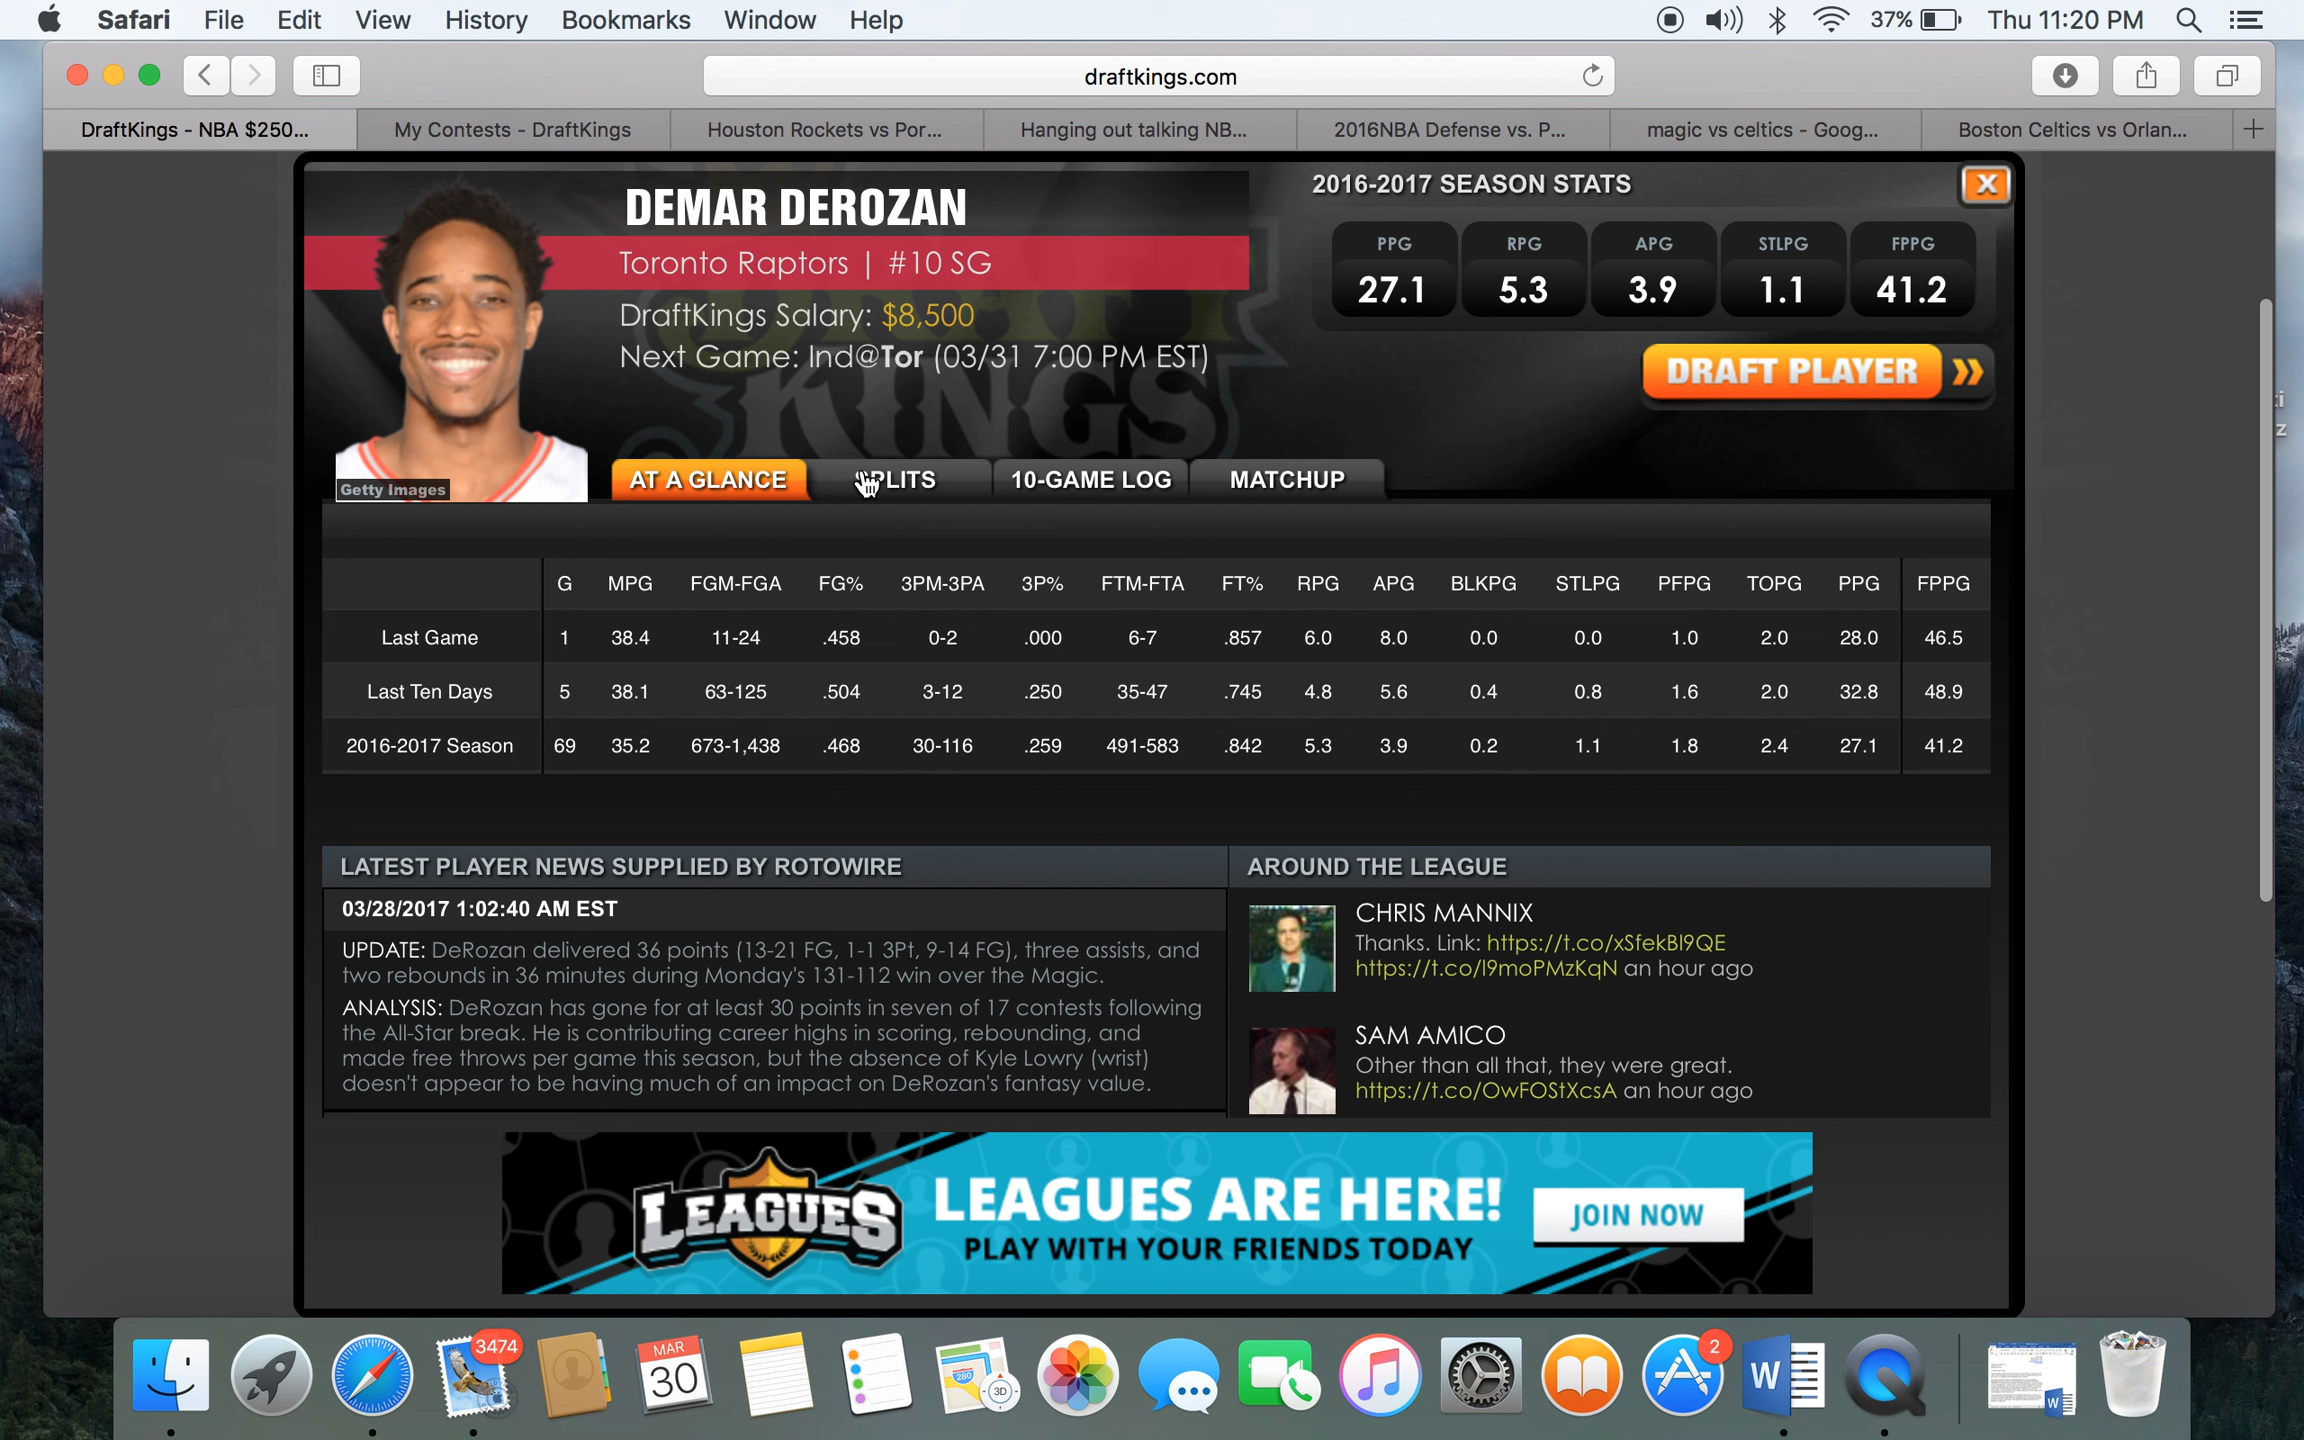 Safari File Edit View History Bookmarks Window Help 37% Thu 11:20 PM
draftkings.com
DraftKings - NBA $250... My Contests - DraftKings Houston Rockets vs Por... Hanging out talking NB... 2016NBA Defense vs. P... magic vs celtics - Goog... Boston Celtics vs Orlan...
DEMAR DEROZAN
Toronto Raptors | #10 SG
DraftKings Salary: $8,500
Next Game: Ind@Tor (03/31 7:00 PM EST)
KINGS
Getty Images
2016-2017 SEASON STATS
X
PPG RPG APG STLPG FPPG
27.1 5.3 3.9 1.1 41.2
DRAFT PLAYER
AT A GLANCE SPLITS 10-GAME LOG MATCHUP
G MPG FGM-FGA FG% 3PM-3PA 3P% FTM-FTA FT% RPG APG BLKPG STLPG PFPG TOPG PPG FPPG
Last Game 1 38.4 11-24 .458 0-2 .000 6-7 .857 6.0 8.0 0.0 0.0 1.0 2.0 28.0 46.5
Last Ten Days 5 38.1 63-125 .504 3-12 .250 35-47 .745 4.8 5.6 0.4 0.8 1.6 2.0 32.8 48.9
2016-2017 Season 69 35.2 673-1,438 .468 30-116 .259 491-583 .842 5.3 3.9 0.2 1.1 1.8 2.4 27.1 41.2
LATEST PLAYER NEWS SUPPLIED BY ROTOWIRE
03/28/2017 1:02:40 AM EST
UPDATE: DeRozan delivered 36 points (13-21 FG, 1-1 3Pt, 9-14 FG), three assists, and
two rebounds in 36 minutes during Monday's 131-112 win over the Magic.
ANALYSIS: DeRozan has gone for at least 30 points in seven of 17 contests following
the All-Star break. He is contributing career highs in scoring, rebounding, and
made free throws per game this season, but the absence of Kyle Lowry (wrist)
doesn't appear to be having much of an impact on DeRozan's fantasy value.
AROUND THE LEAGUE
CHRIS MANNIX
Thanks. Link: https://t.co/xSfekBl9QE
https://t.co/l9moPMzKqN an hour ago
SAM AMICO
Other than all that, they were great.
https://t.co/OwFOStXcsA an hour ago
LEAGUES
LEAGUES ARE HERE!
PLAY WITH YOUR FRIENDS TODAY
JOIN NOW
3474
MAR
30
280
3D
2
W
W